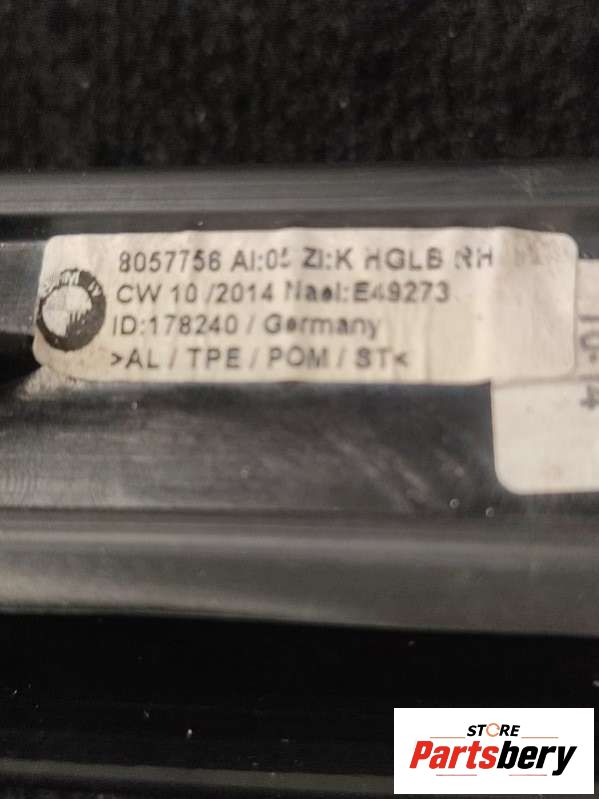 8057756 AI:05 ZI:K HGLB RH
CW 10 /2014 Nael:E49273
ID:178240 / Germany
>AL / TPE / POM / ST<
BMW
STORE
Partsbery